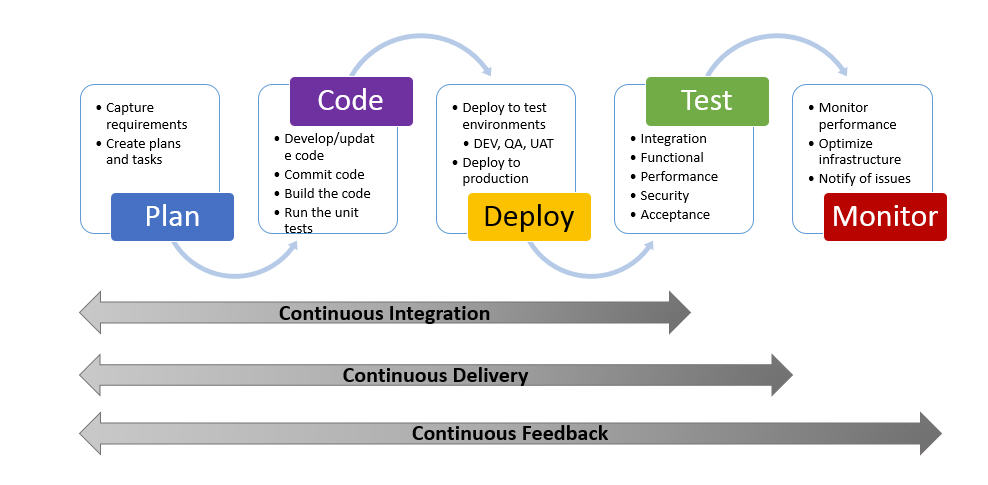 • Capture
requirements
• Create plans
and tasks
Plan
Code
• Develop/updat
e code
• Commit code
• Build the code
• Run the unit
tests
• Deploy to test
environments
• DEV, QA, UAT
• Deploy to
production
Deploy
Test
• Integration
• Functional
• Performance
• Security
• Acceptance
• Monitor
performance
• Optimize
infrastructure
• Notify of issues
Monitor
Continuous Integration
Continuous Delivery
Continuous Feedback